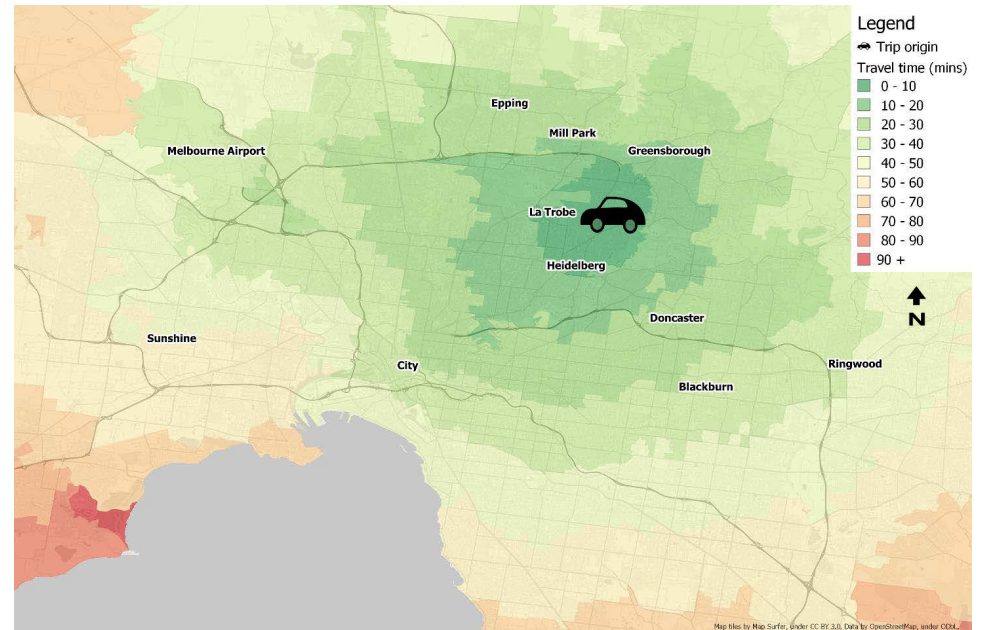 Legend
Trip origin
Travel time (mins)
0 - 10
10 - 20
20 - 30
30 - 40
40 - 50
50 - 60
60 - 70
70 - 80
80 - 90
90 +
N
Epping
Mill Park
Melbourne Airport
Greensborough
La Trobe
Heidelberg
Doncaster
Sunshine
City
Ringwood
Blackburn
Map tiles by Map Surfer, under CC BY 3.0. Data by OpenStreetMap, under ODbL.